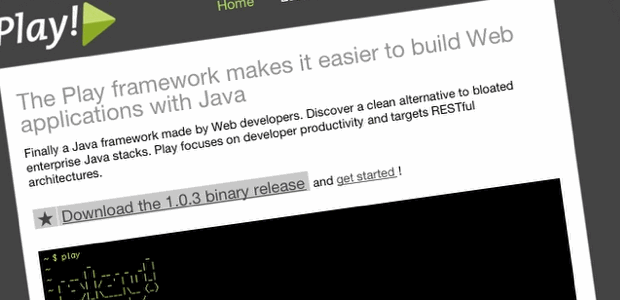 Play!
Home
The Play framework makes it easier to build Web
applications with Java
Finally a Java framework made by Web developers. Discover a clean alternative to bloated
enterprise Java stacks. Play focuses on developer productivity and targets RESTful
architectures.
★ Download the 1.0.3 binary release and get started !
~ $ play
~
~